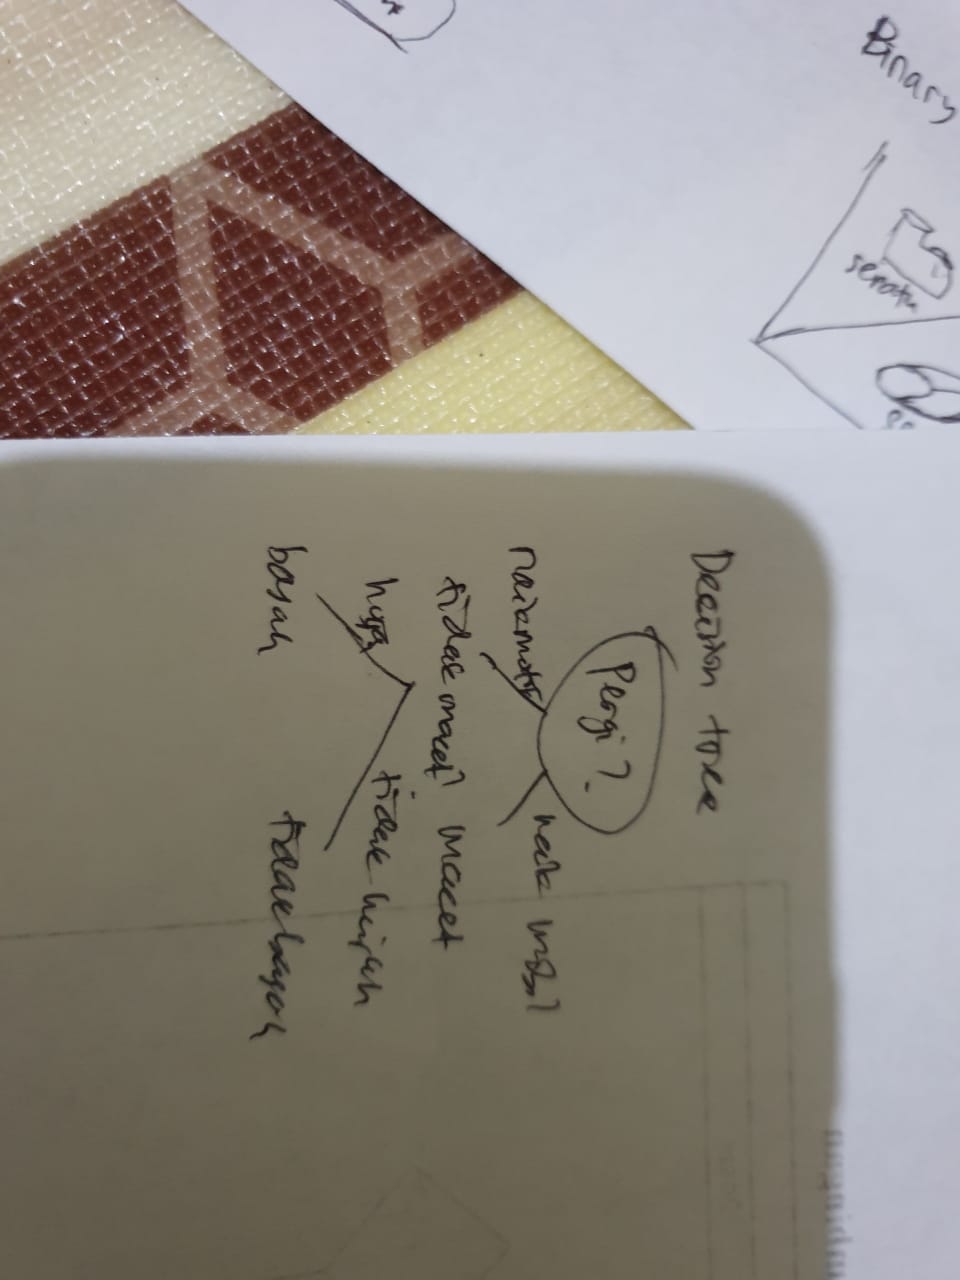 Binary
sepatu
Decision tree
Pergi?
naik motor naik mobil
tidak macet macet
hujan tidak hujan
basah tidak basah